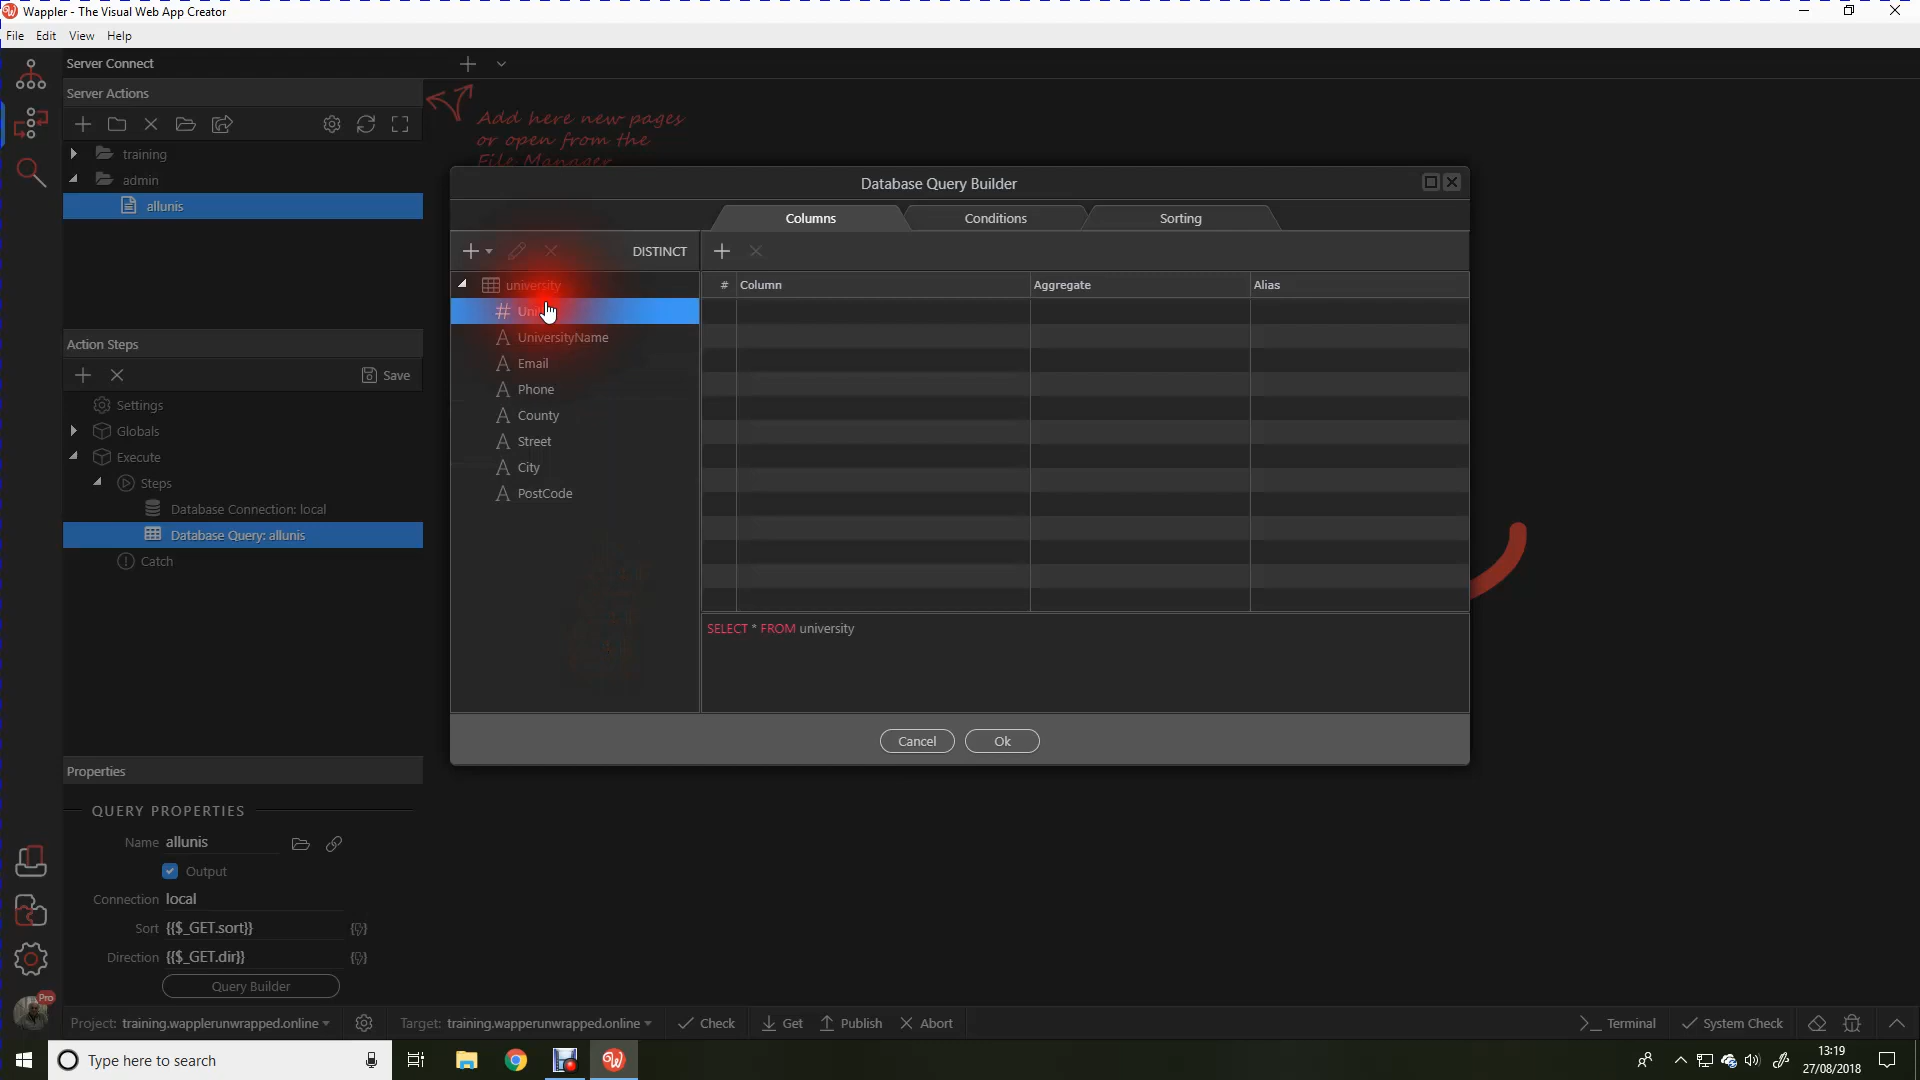 Wappler - The Visual Web App Creator
File Edit View Help
Server Connect
Server Actions
Add here new pages
or open from the
File Manager
training
admin
allunis
Database Query Builder
Columns Conditions Sorting
DISTINCT
# Column Aggregate Alias
university
UniversityName
Email
Phone
County
Street
City
PostCode
SELECT * FROM university
Cancel Ok
Action Steps
Save
Settings
Globals
Execute
Steps
Database Connection: local
Database Query: allunis
Catch
Properties
QUERY PROPERTIES
Name allunis
Output
Connection local
Sort {{$_GET.sort}}
Direction {{$_GET.dir}}
Query Builder
Pro
Project: training.wapplerunwrapped.online Target: training.wapperunwrapped.online Check Get Publish Abort Terminal System Check
Type here to search
13:19
27/08/2018